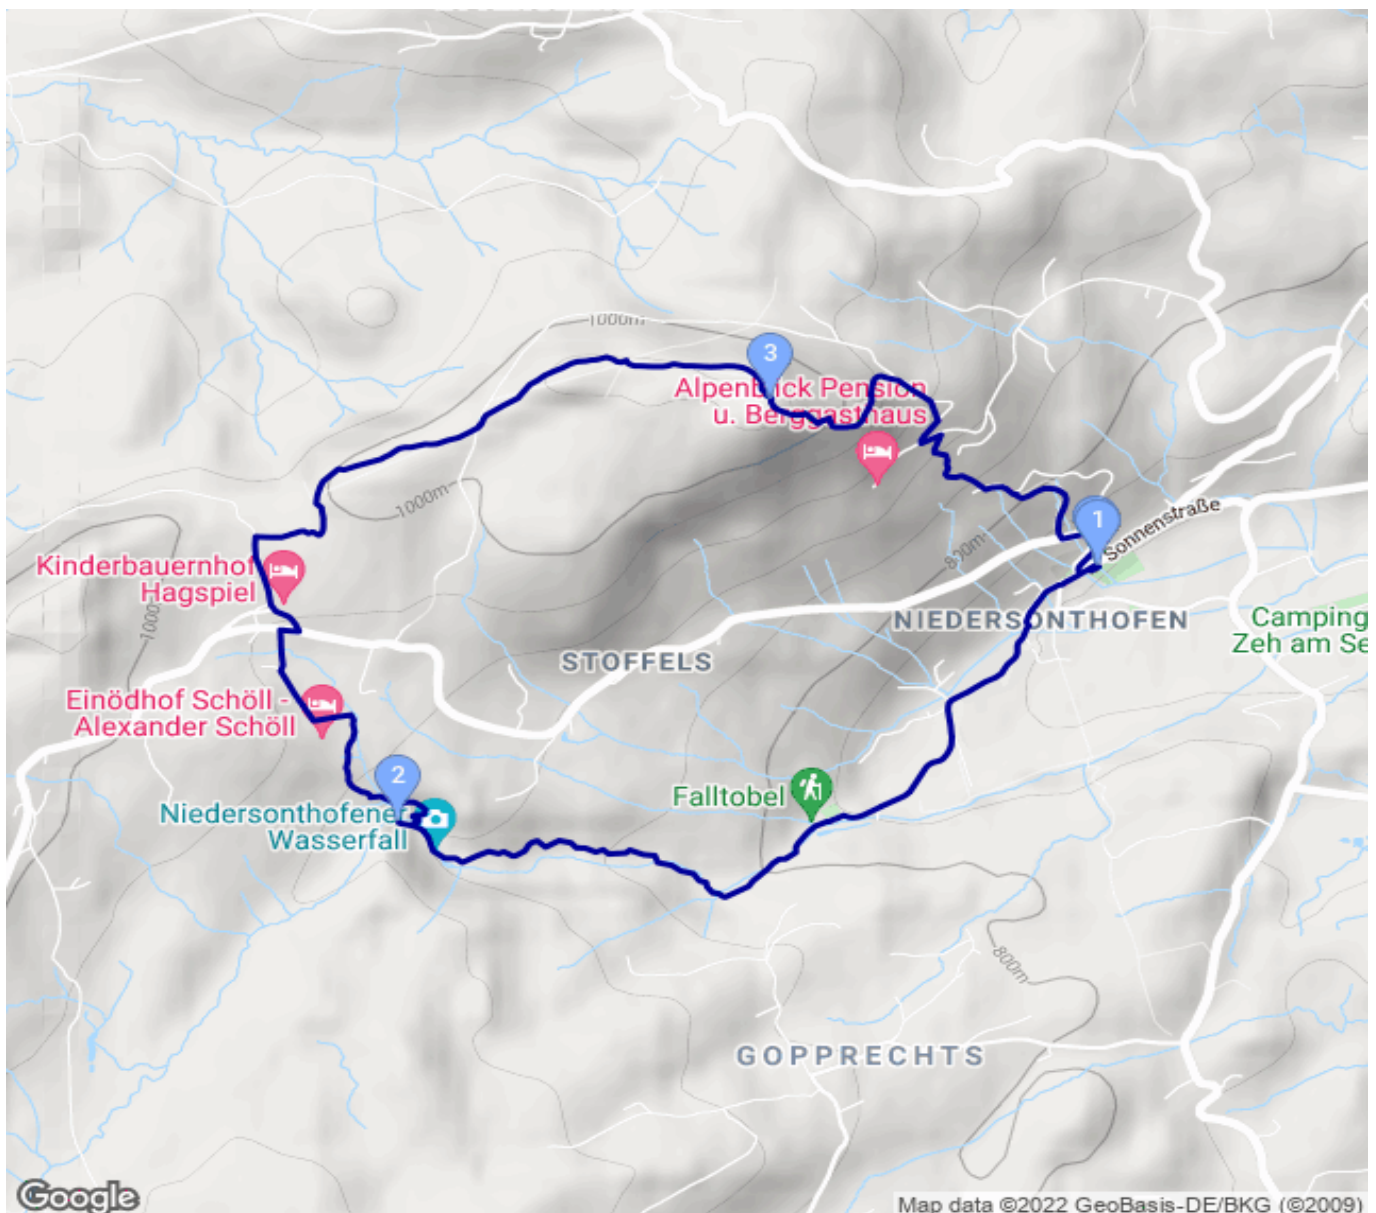 1000m
3
Alpenblick Pension
u. Berggasthaus
1000m
1
Sonnenstraße
800m
Kinderbauernhof
Hagspiel
1000
NIEDERSONTHOFEN
Camping
Zeh am Se
STOFFELS
Einödhof Schöll -
Alexander Schöll
2
Falltobel
Niedersonthofener
Wasserfall
800m
GOPPRECHTS
Google
Map data ©2022 GeoBasis-DE/BKG (©2009)